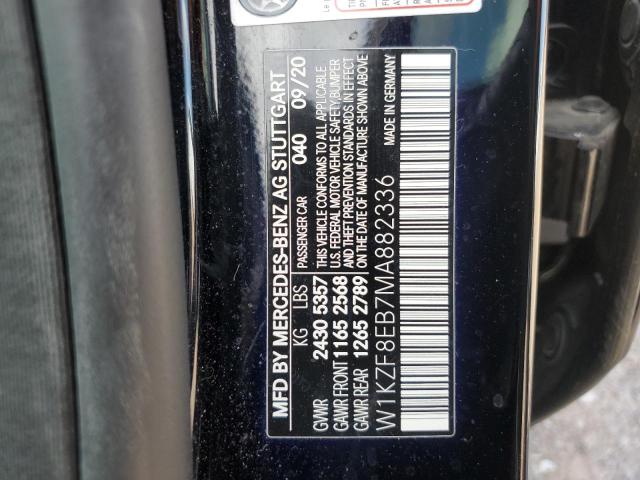 MFD BY MERCEDES-BENZ AG STUTTGART
KG LBS PASSENGER CAR 040 09/20
GVWR 2430 5357 THIS VEHICLE CONFORMS TO ALL APPLICABLE
U.S. FEDERAL MOTOR VEHICLE SAFETY, BUMPER
GAWR FRONT 1165 2568 AND THEFT PREVENTION STANDARDS IN EFFECT
GAWR REAR 1265 2789 ON THE DATE OF MANUFACTURE SHOWN ABOVE
MADE IN GERMANY
W1KZF8EB7MA882336